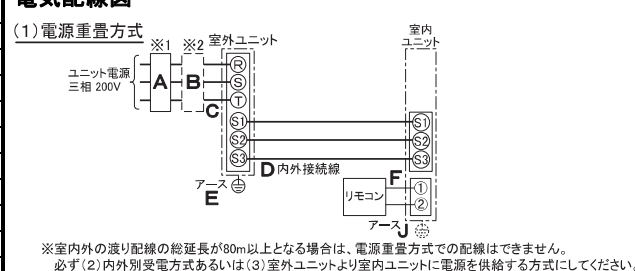 電気配線図
(1)電源重畳方式
※1 ※2 室外ユニット
室内
ユニット
ユニット電源
三相 200V
A B
R
S
T
C
S1 S1
S2 S2
S3 S3
D 内外接続線
アース
E
リモコン
F
①
②
アース J
※室内外の渡り配線の総延長が80m以上となる場合は、電源重畳方式での配線はできません。
必ず(2)内外別受電方式あるいは(3)室外ユニットより室内ユニットに電源を供給する方式にしてください。